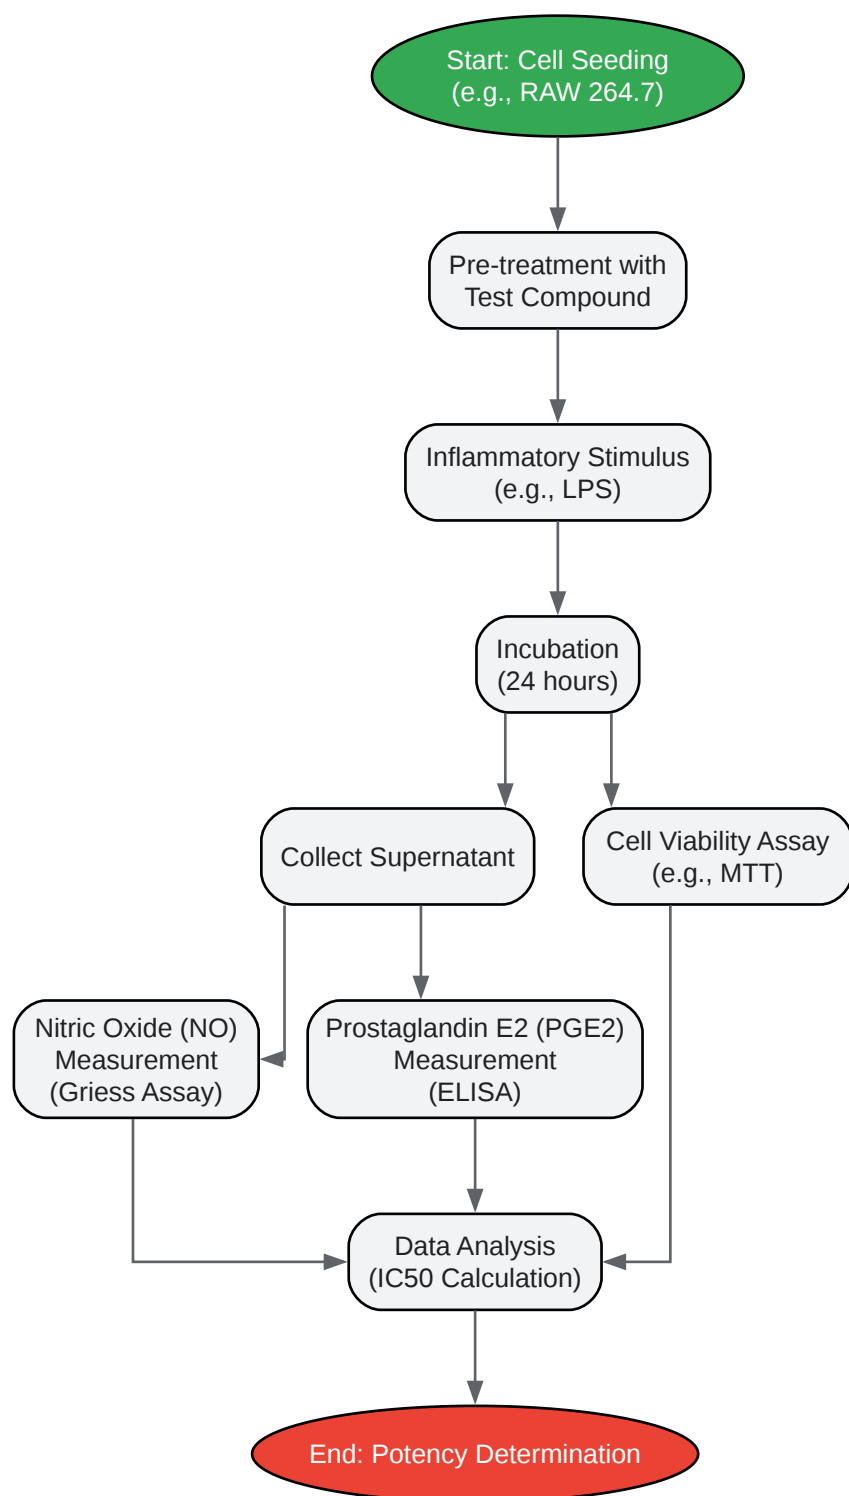 Start: Cell Seeding
(e.g., RAW 264.7)
Pre-treatment with
Test Compound
Inflammatory Stimulus
(e.g., LPS)
Incubation
(24 hours)
Collect Supernatant
Cell Viability Assay
(e.g., MTT)
Nitric Oxide (NO)
Measurement
(Griess Assay)
Prostaglandin E2 (PGE2)
Measurement
(ELISA)
Data Analysis
(IC50 Calculation)
End: Potency Determination